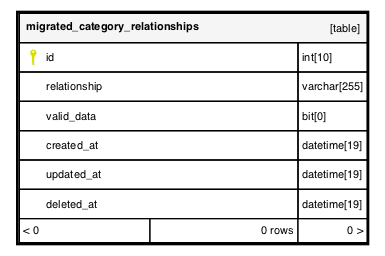 migrated_category_relationships [table]
id int[10]
relationship varchar[255]
valid_data bit[0]
created_at datetime[19]
updated_at datetime[19]
deleted_at datetime[19]
< 0 0 rows 0 >